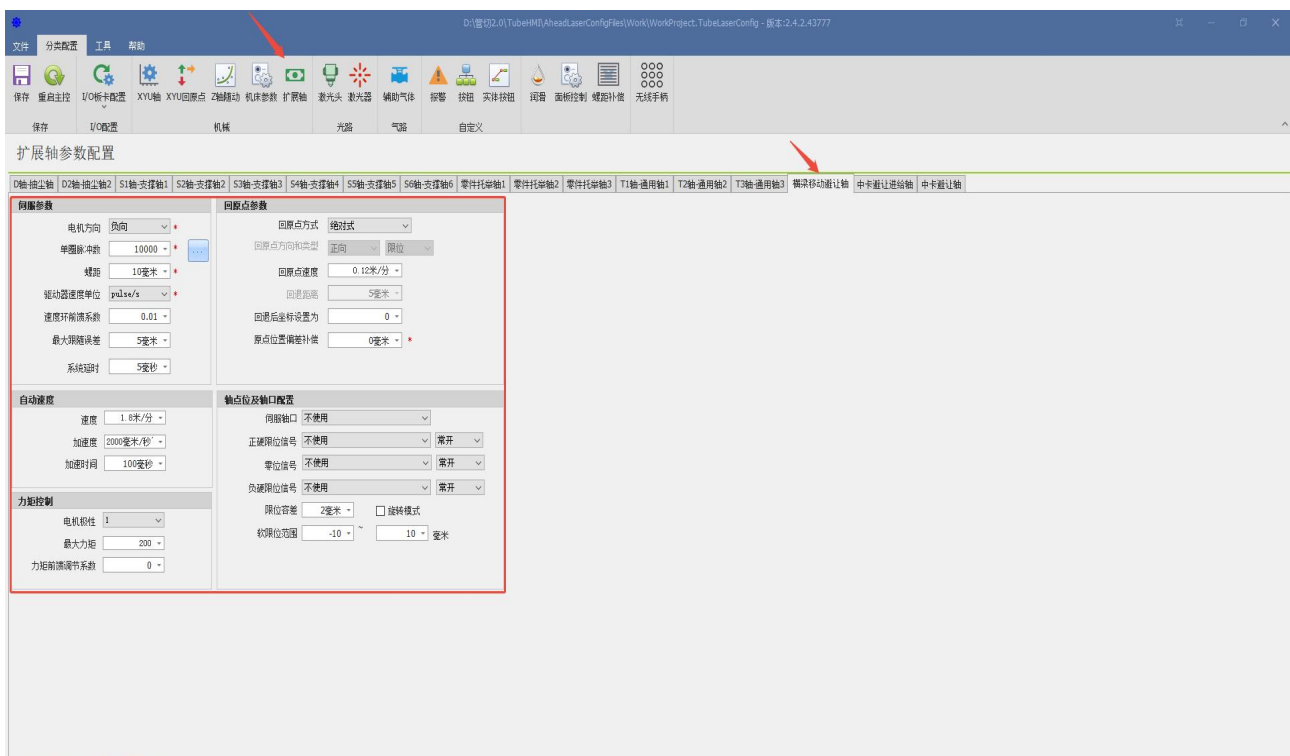 D:\管切2.0\TubeHMI\AheadLaserConfigFiles\Work\WorkProject.TubeLaserConfig - 版本:2.4.2.43777
文件 分类配置 工具 帮助
保存 重启主控 I/O板卡配置 XYU轴 XYU回原点 Z轴随动 机床参数 扩展轴 激光头 激光器 辅助气体 报警 按钮 实体按钮 润滑 面板控制 螺距补偿 无线手柄
保存 I/O配置 机械 光路 气路 自定义
扩展轴参数配置
D轴-抽尘轴 D2轴-抽尘轴2 S1轴-支撑轴1 S2轴-支撑轴2 S3轴-支撑轴3 S4轴-支撑轴4 S5轴-支撑轴5 S6轴-支撑轴6 零件托举轴1 零件托举轴2 零件托举轴3 T1轴-通用轴1 T2轴-通用轴2 T3轴-通用轴3 横梁移动避让轴 中卡避让进给轴 中卡避让轴
伺服参数
电机方向 负向 *
单圈脉冲数 10000 * ...
螺距 10毫米 *
驱动器速度单位 pulse/s *
速度环前馈系数 0.01
最大跟随误差 5毫米
系统延时 5毫秒
回原点参数
回原点方式 绝对式
回原点方向和类型 正向 限位
回原点速度 0.12米/分
回退距离 5毫米
回退后坐标设置为 0
原点位置偏差补偿 0毫米 *
自动速度
速度 1.8米/分
加速度 2000毫米/秒
加速时间 100毫秒
力矩控制
电机极性 1
最大力矩 200
力矩前馈调节系数 0
轴点位及轴口配置
伺服轴口 不使用
正硬限位信号 不使用 常开
零位信号 不使用 常开
负硬限位信号 不使用 常开
限位容差 2毫米 旋转模式
软限位范围 -10 ~ 10 毫米